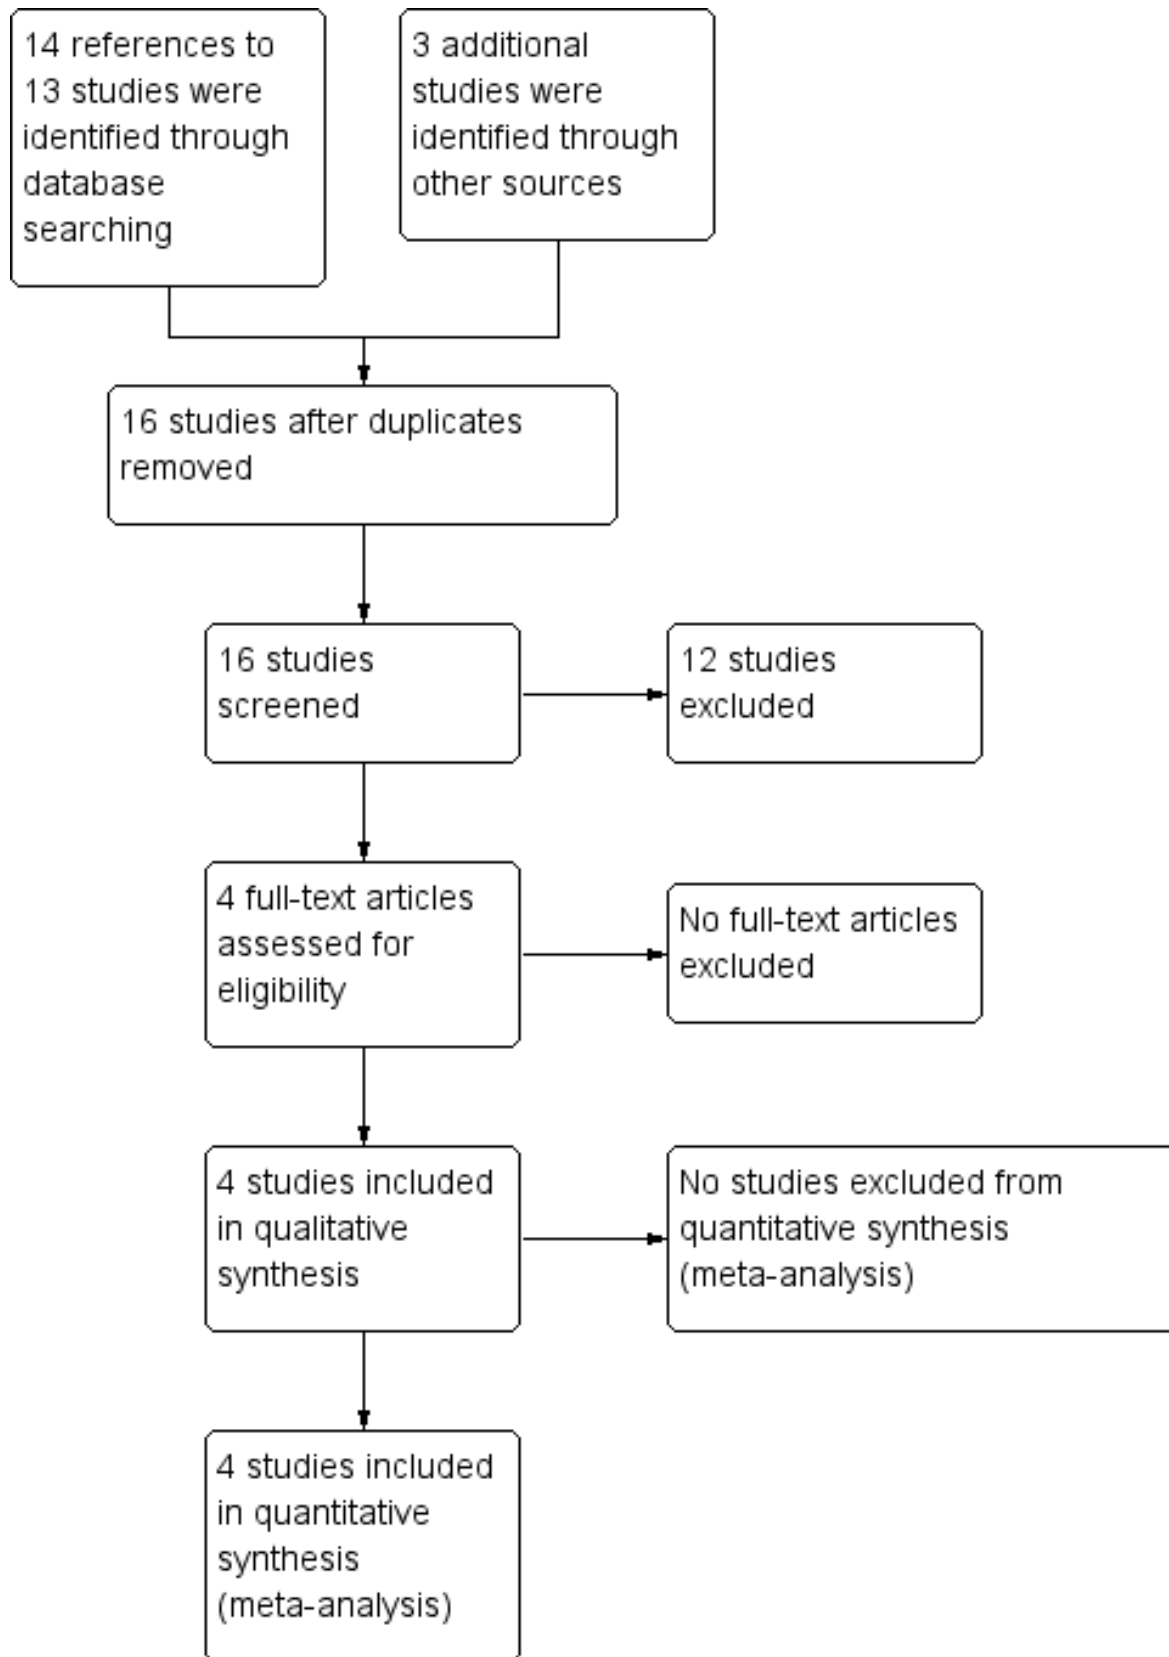 14 references to
13 studies were
identified through
database
searching
3 additional
studies were
identified through
other sources
16 studies after duplicates
removed
16 studies
screened
12 studies
excluded
4 full-text articles
assessed for
eligibility
No full-text articles
excluded
4 studies included
in qualitative
synthesis
No studies excluded from
quantitative synthesis
(meta-analysis)
4 studies included
in quantitative
synthesis
(meta-analysis)